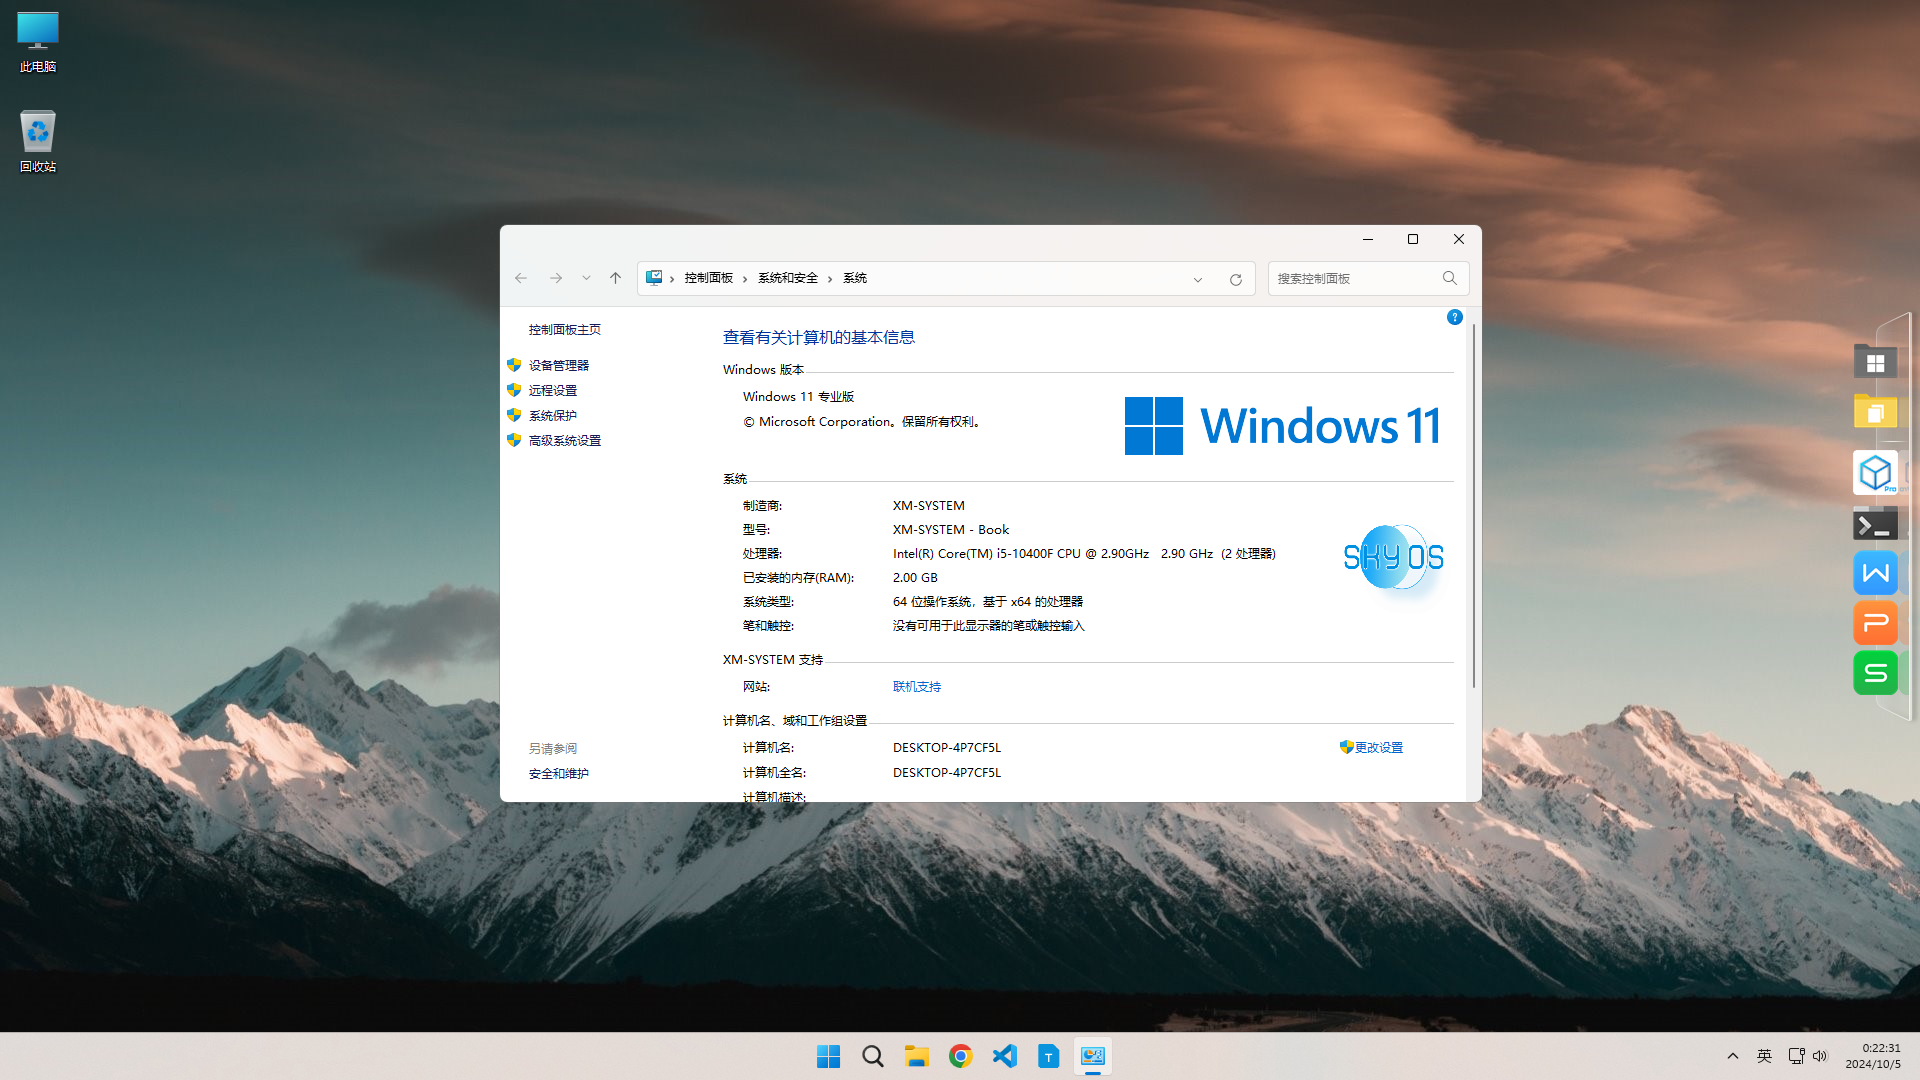 此电脑
回收站
控制面板 › 系统和安全 › 系统
搜索控制面板
控制面板主页
设备管理器
远程设置
系统保护
高级系统设置
另请参阅
安全和维护
查看有关计算机的基本信息
Windows 版本
Windows 11 专业版
© Microsoft Corporation。保留所有权利。
Windows 11
系统
制造商: XM-SYSTEM
型号: XM-SYSTEM - Book
处理器: Intel(R) Core(TM) i5-10400F CPU @ 2.90GHz 2.90 GHz (2 处理器)
已安装的内存(RAM): 2.00 GB
系统类型: 64 位操作系统，基于 x64 的处理器
笔和触控: 没有可用于此显示器的笔或触控输入
SKY OS
XM-SYSTEM 支持
网站: 联机支持
计算机名、域和工作组设置
计算机名: DESKTOP-4P7CF5L
更改设置
计算机全名: DESKTOP-4P7CF5L
计算机描述:
Pro
英
0:22:31
2024/10/5